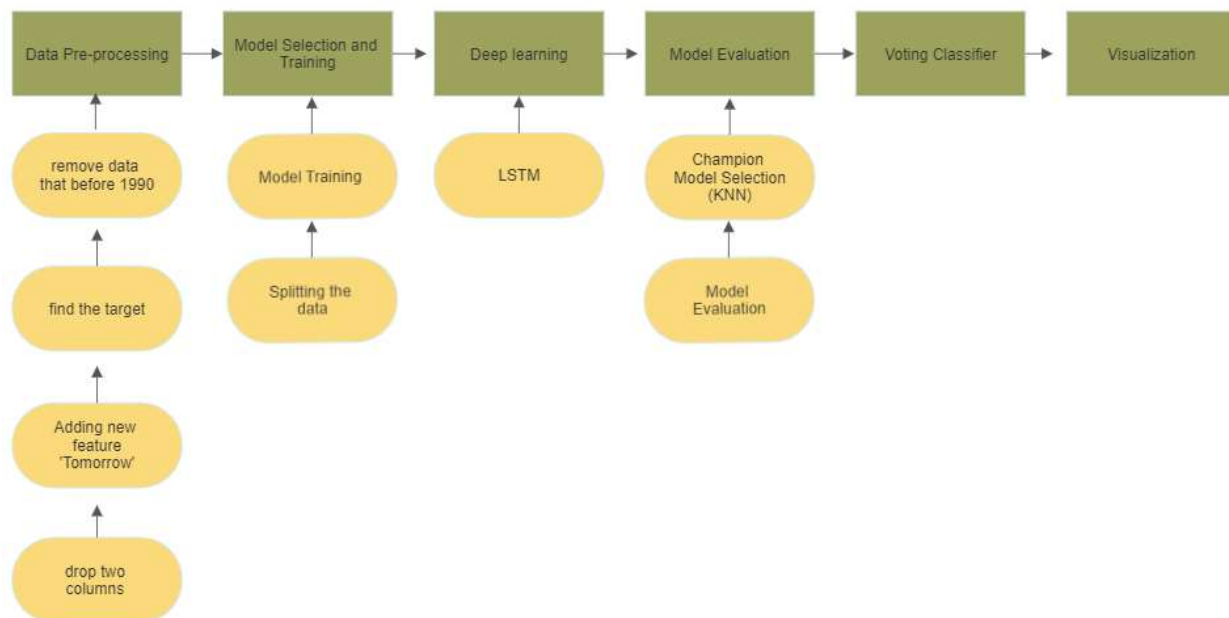 Data Pre-processing
Model Selection and
Training
Deep learning
Model Evaluation
Voting Classifier
Visualization
remove data
that before 1990
Model Training
LSTM
Champion
Model Selection
(KNN)
find the target
Splitting the
data
Model
Evaluation
Adding new
feature
'Tomorrow'
drop two
columns